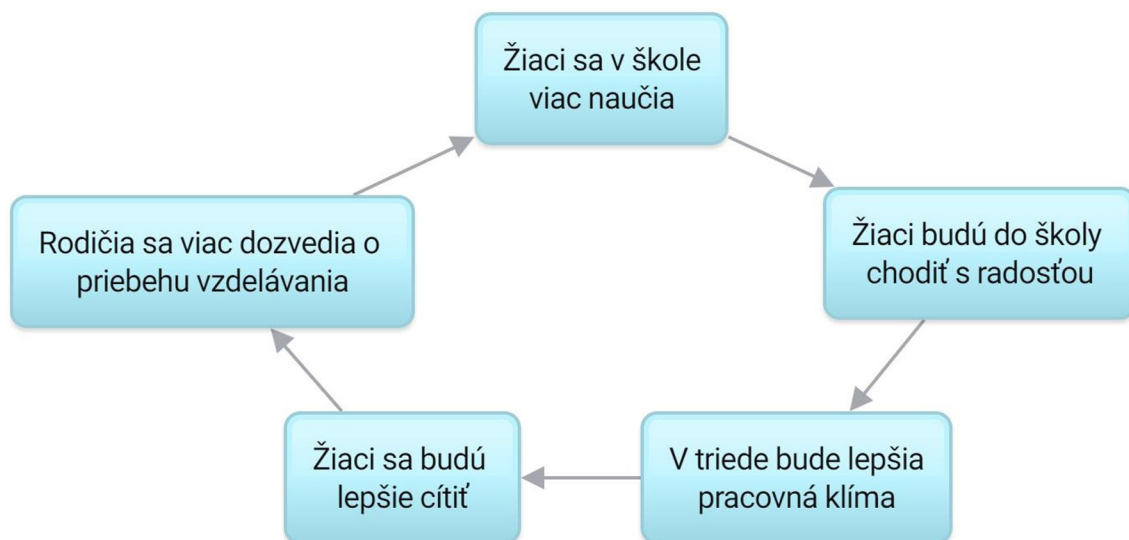 Žiaci sa v škole
viac naučia
Žiaci budú do školy
chodiť s radosťou
V triede bude lepšia
pracovná klíma
Žiaci sa budú
lepšie cítiť
Rodičia sa viac dozvedia o
priebehu vzdelávania